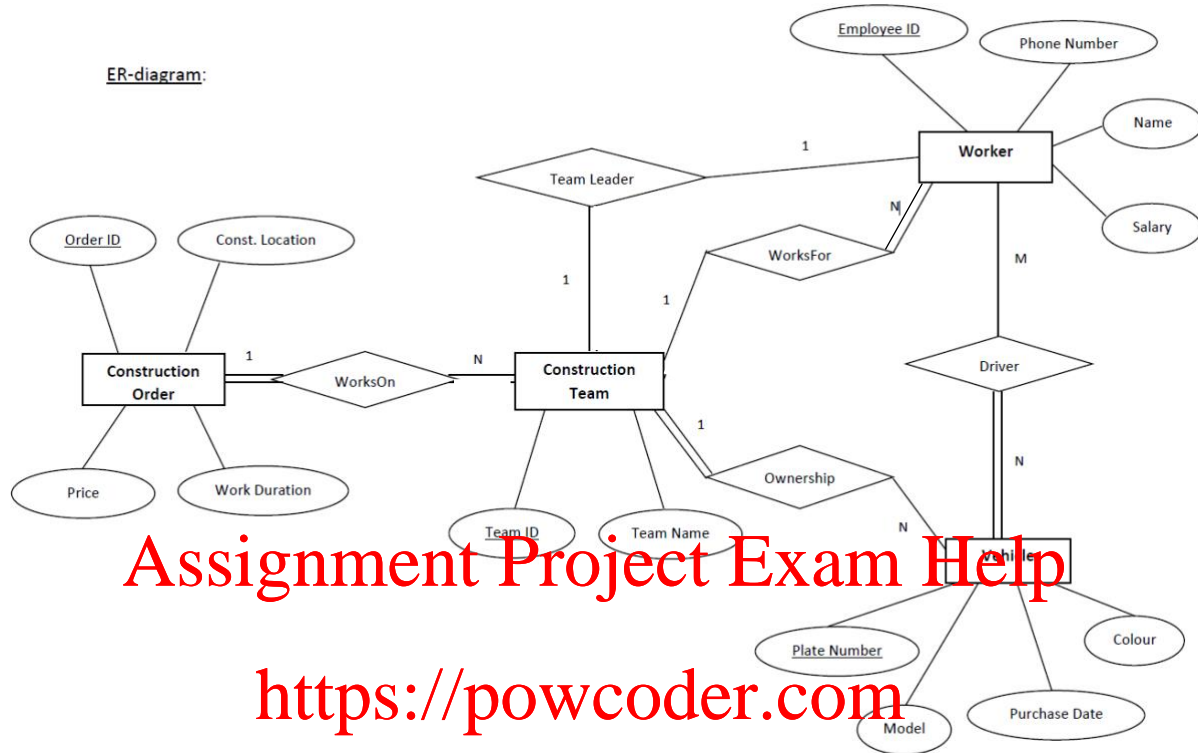 ER-diagram:
Employee ID
Phone Number
Name
Worker
1
Team Leader
N
Salary
Order ID
Const. Location
WorksFor
M
1
1
1
N
Construction
Order
WorksOn
Construction
Team
Driver
1
N
Price
Work Duration
Ownership
N
Team ID
Team Name
Vehicles
Assignment Project Exam Help
Plate Number
Colour
https://powcoder.com
Model
Purchase Date